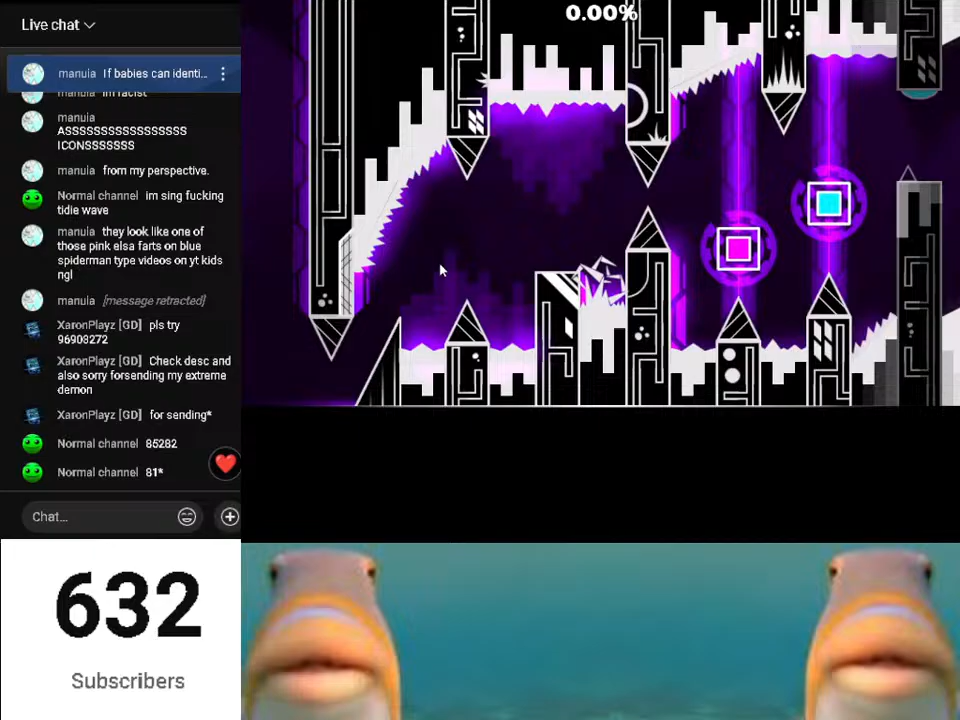 Live chat
0.00%
manula If babies can identi...
manula im racist
manula
ASSSSSSSSSSSSSSSSS
ICONSSSSSSS
manula from my perspective.
Normal channel im sing fucking
tidie wave
manula they look like one of
those pink elsa farts on blue
spiderman type videos on yt kids
ngl
manula [message retracted]
XaronPlayz [GD] pls try
96908272
XaronPlayz [GD] Check desc and
also sorry forsending my extreme
demon
XaronPlayz [GD] for sending*
Normal channel 85282
Normal channel 81*
Chat...
632
Subscribers